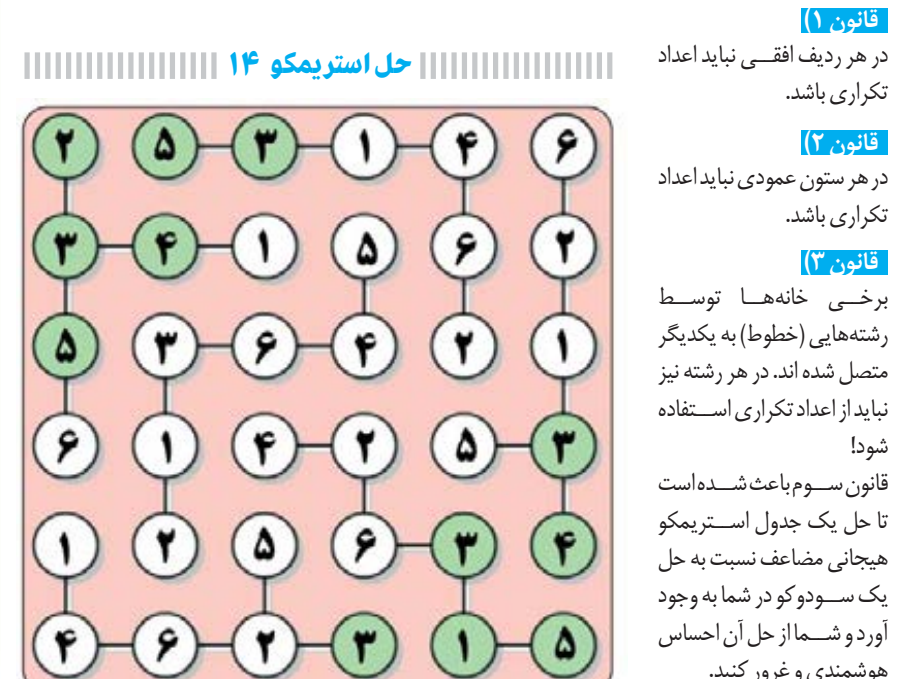 قانون ۱)
در هر ردیف افقی نباید اعداد
تکراری باشد.
قانون ۲)
در هر ستون عمودی نباید اعداد
تکراری باشد.
قانون ۳)
برخی خانه‌ها توسط
رشته‌هایی (خطوط) به یکدیگر
متصل شده اند. در هر رشته نیز
نباید از اعداد تکراری استفاده
شود!
قانون سوم باعث شده است
تا حل یک جدول استریمکو
هیجانی مضاعف نسبت به حل
یک سودوکو در شما به وجود
آورد و شما از حل آن احساس
هوشمندی و غرور کنید.
حل استریمکو ۱۴
۲ ۵ ۳ ۱ ۴ ۶
۳ ۴ ۱ ۵ ۶ ۲
۵ ۳ ۶ ۴ ۲ ۱
۶ ۱ ۴ ۲ ۵ ۳
۱ ۲ ۵ ۶ ۳ ۴
۴ ۶ ۲ ۳ ۱ ۵